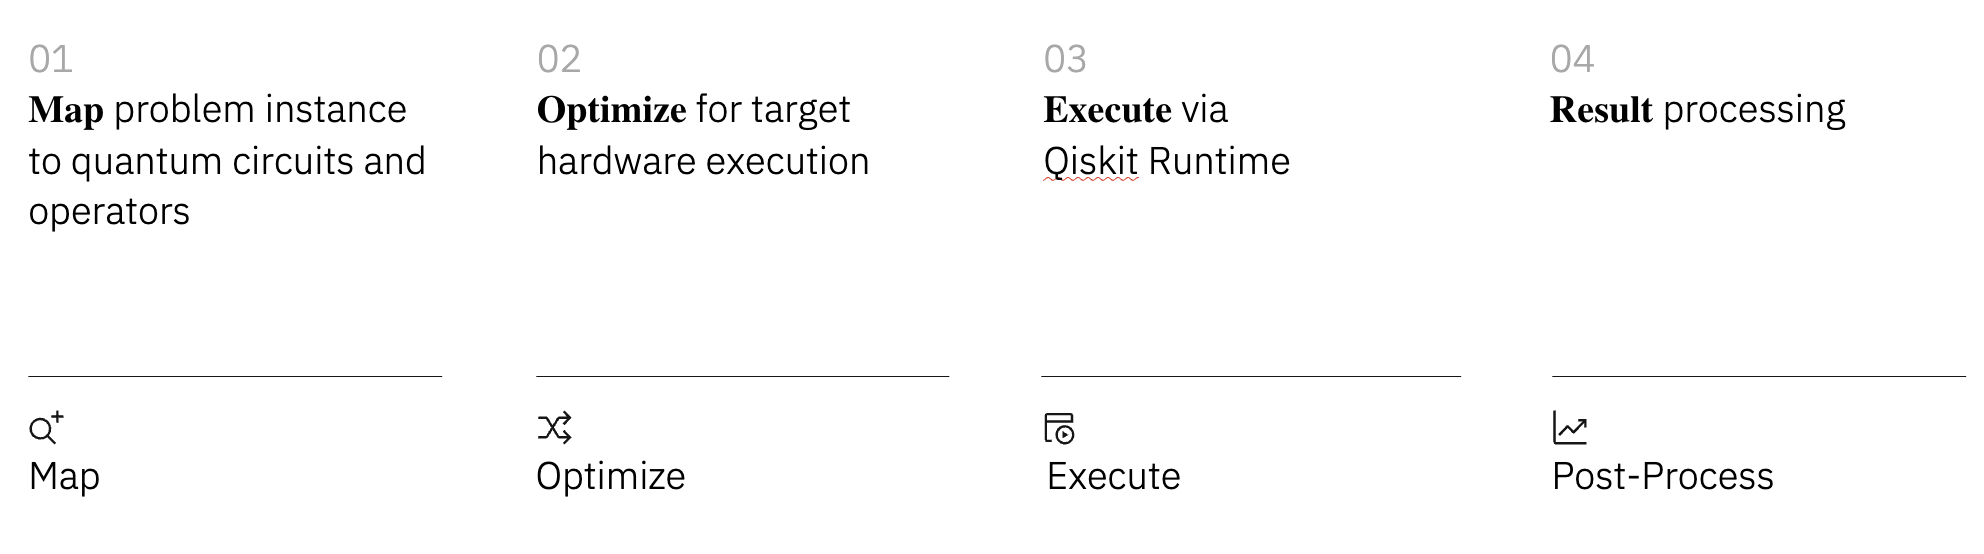 01
Map problem instance
to quantum circuits and
operators
02
Optimize for target
hardware execution
03
Execute via
Qiskit Runtime
04
Result processing
Map
Optimize
Execute
Post-Process